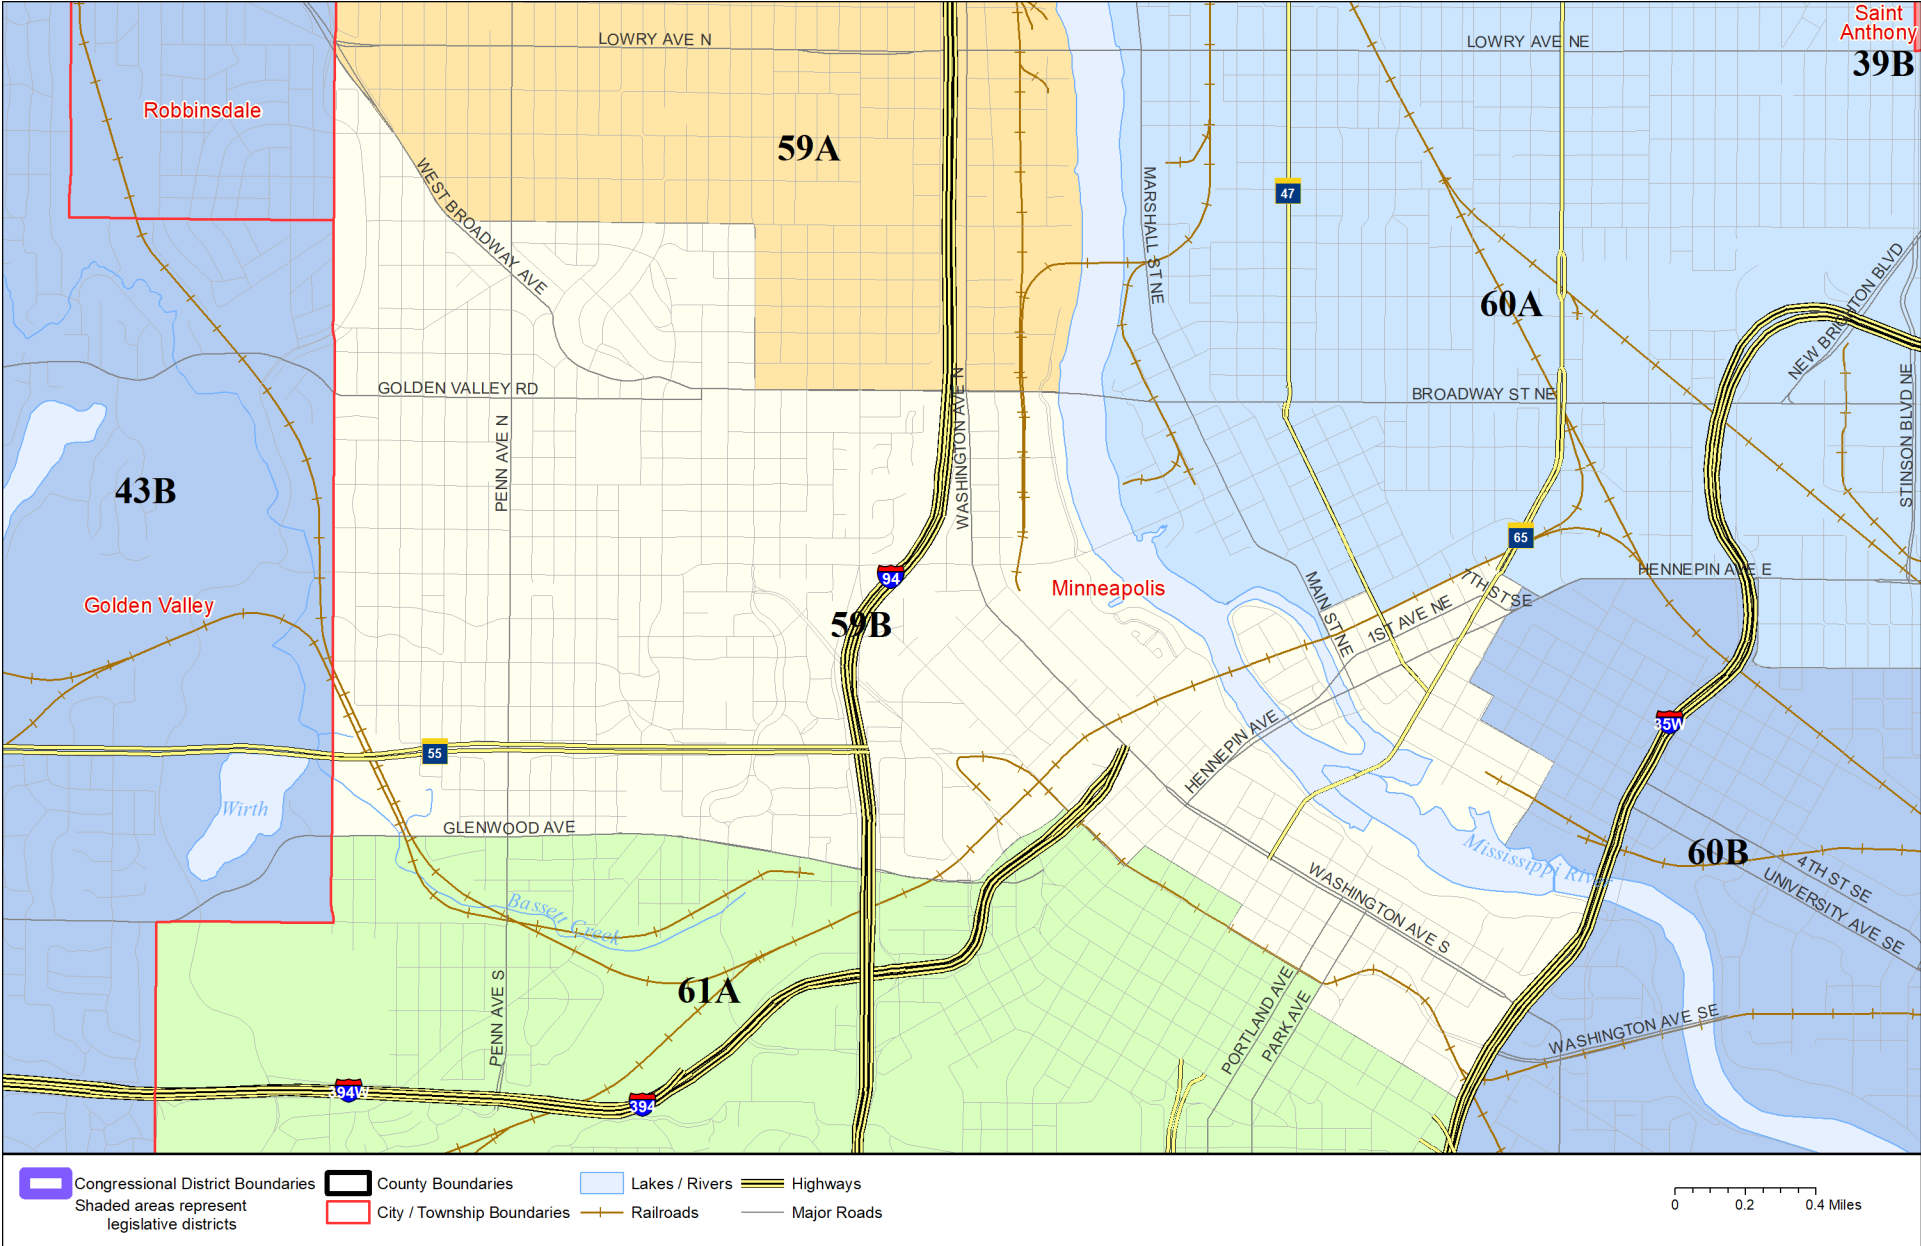 Saint
Anthony
LOWRY AVE N
LOWRY AVE NE
39B
Robbinsdale
59A
WEST BROADWAY AVE
MARSHALL ST NE
47
60A
NEW BRIGHTON BLVD
GOLDEN VALLEY RD
WASHINGTON AVE N
BROADWAY ST NE
STINSON BLVD NE
PENN AVE N
43B
65
94
Minneapolis
HENNEPIN AVE E
7TH ST SE
Golden Valley
59B
MAIN ST NE
1ST AVE NE
35W
55
HENNEPIN AVE
Wirth
GLENWOOD AVE
Mississippi River
60B
4TH ST SE
UNIVERSITY AVE SE
WASHINGTON AVE S
Bassett Creek
61A
PENN AVE S
PORTLAND AVE
PARK AVE
WASHINGTON AVE SE
394W
394
Congressional District Boundaries
Shaded areas represent
legislative districts
County Boundaries
City / Township Boundaries
Lakes / Rivers
Railroads
Highways
Major Roads
0 0.2 0.4 Miles